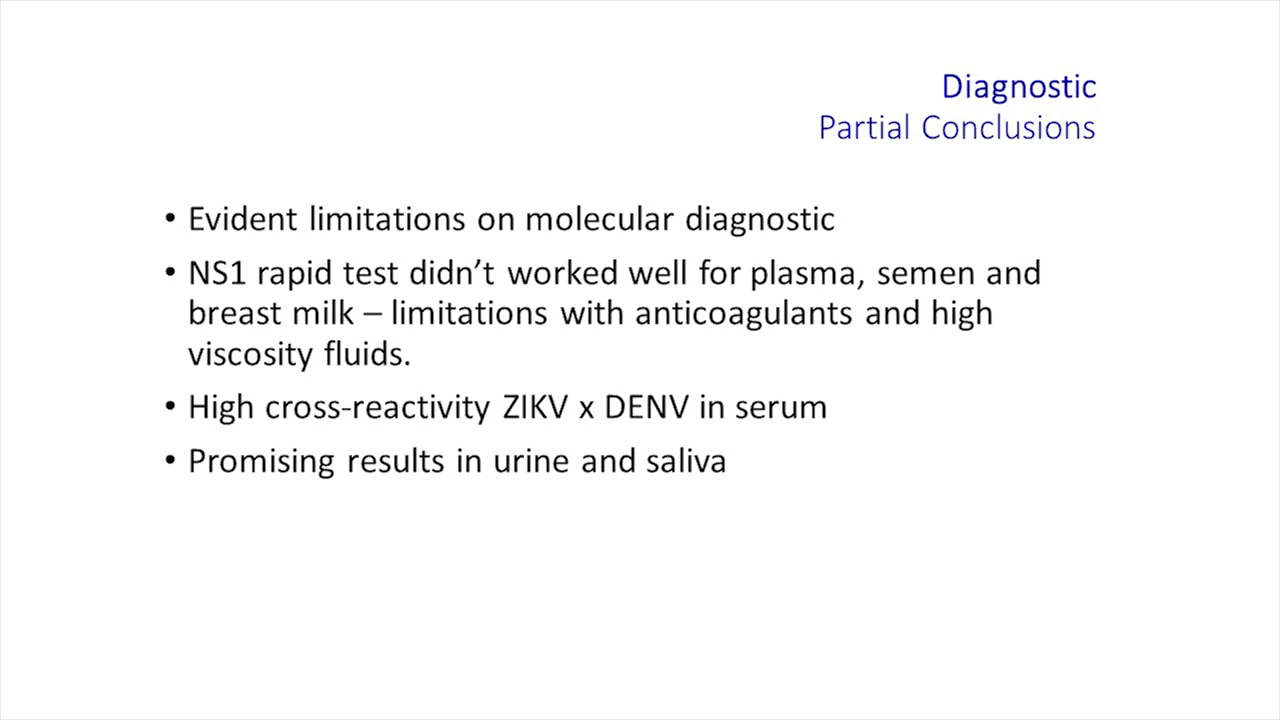 Diagnostic
Partial Conclusions
• Evident limitations on molecular diagnostic
• NS1 rapid test didn’t worked well for plasma, semen and
breast milk – limitations with anticoagulants and high
viscosity fluids.
• High cross-reactivity ZIKV x DENV in serum
• Promising results in urine and saliva